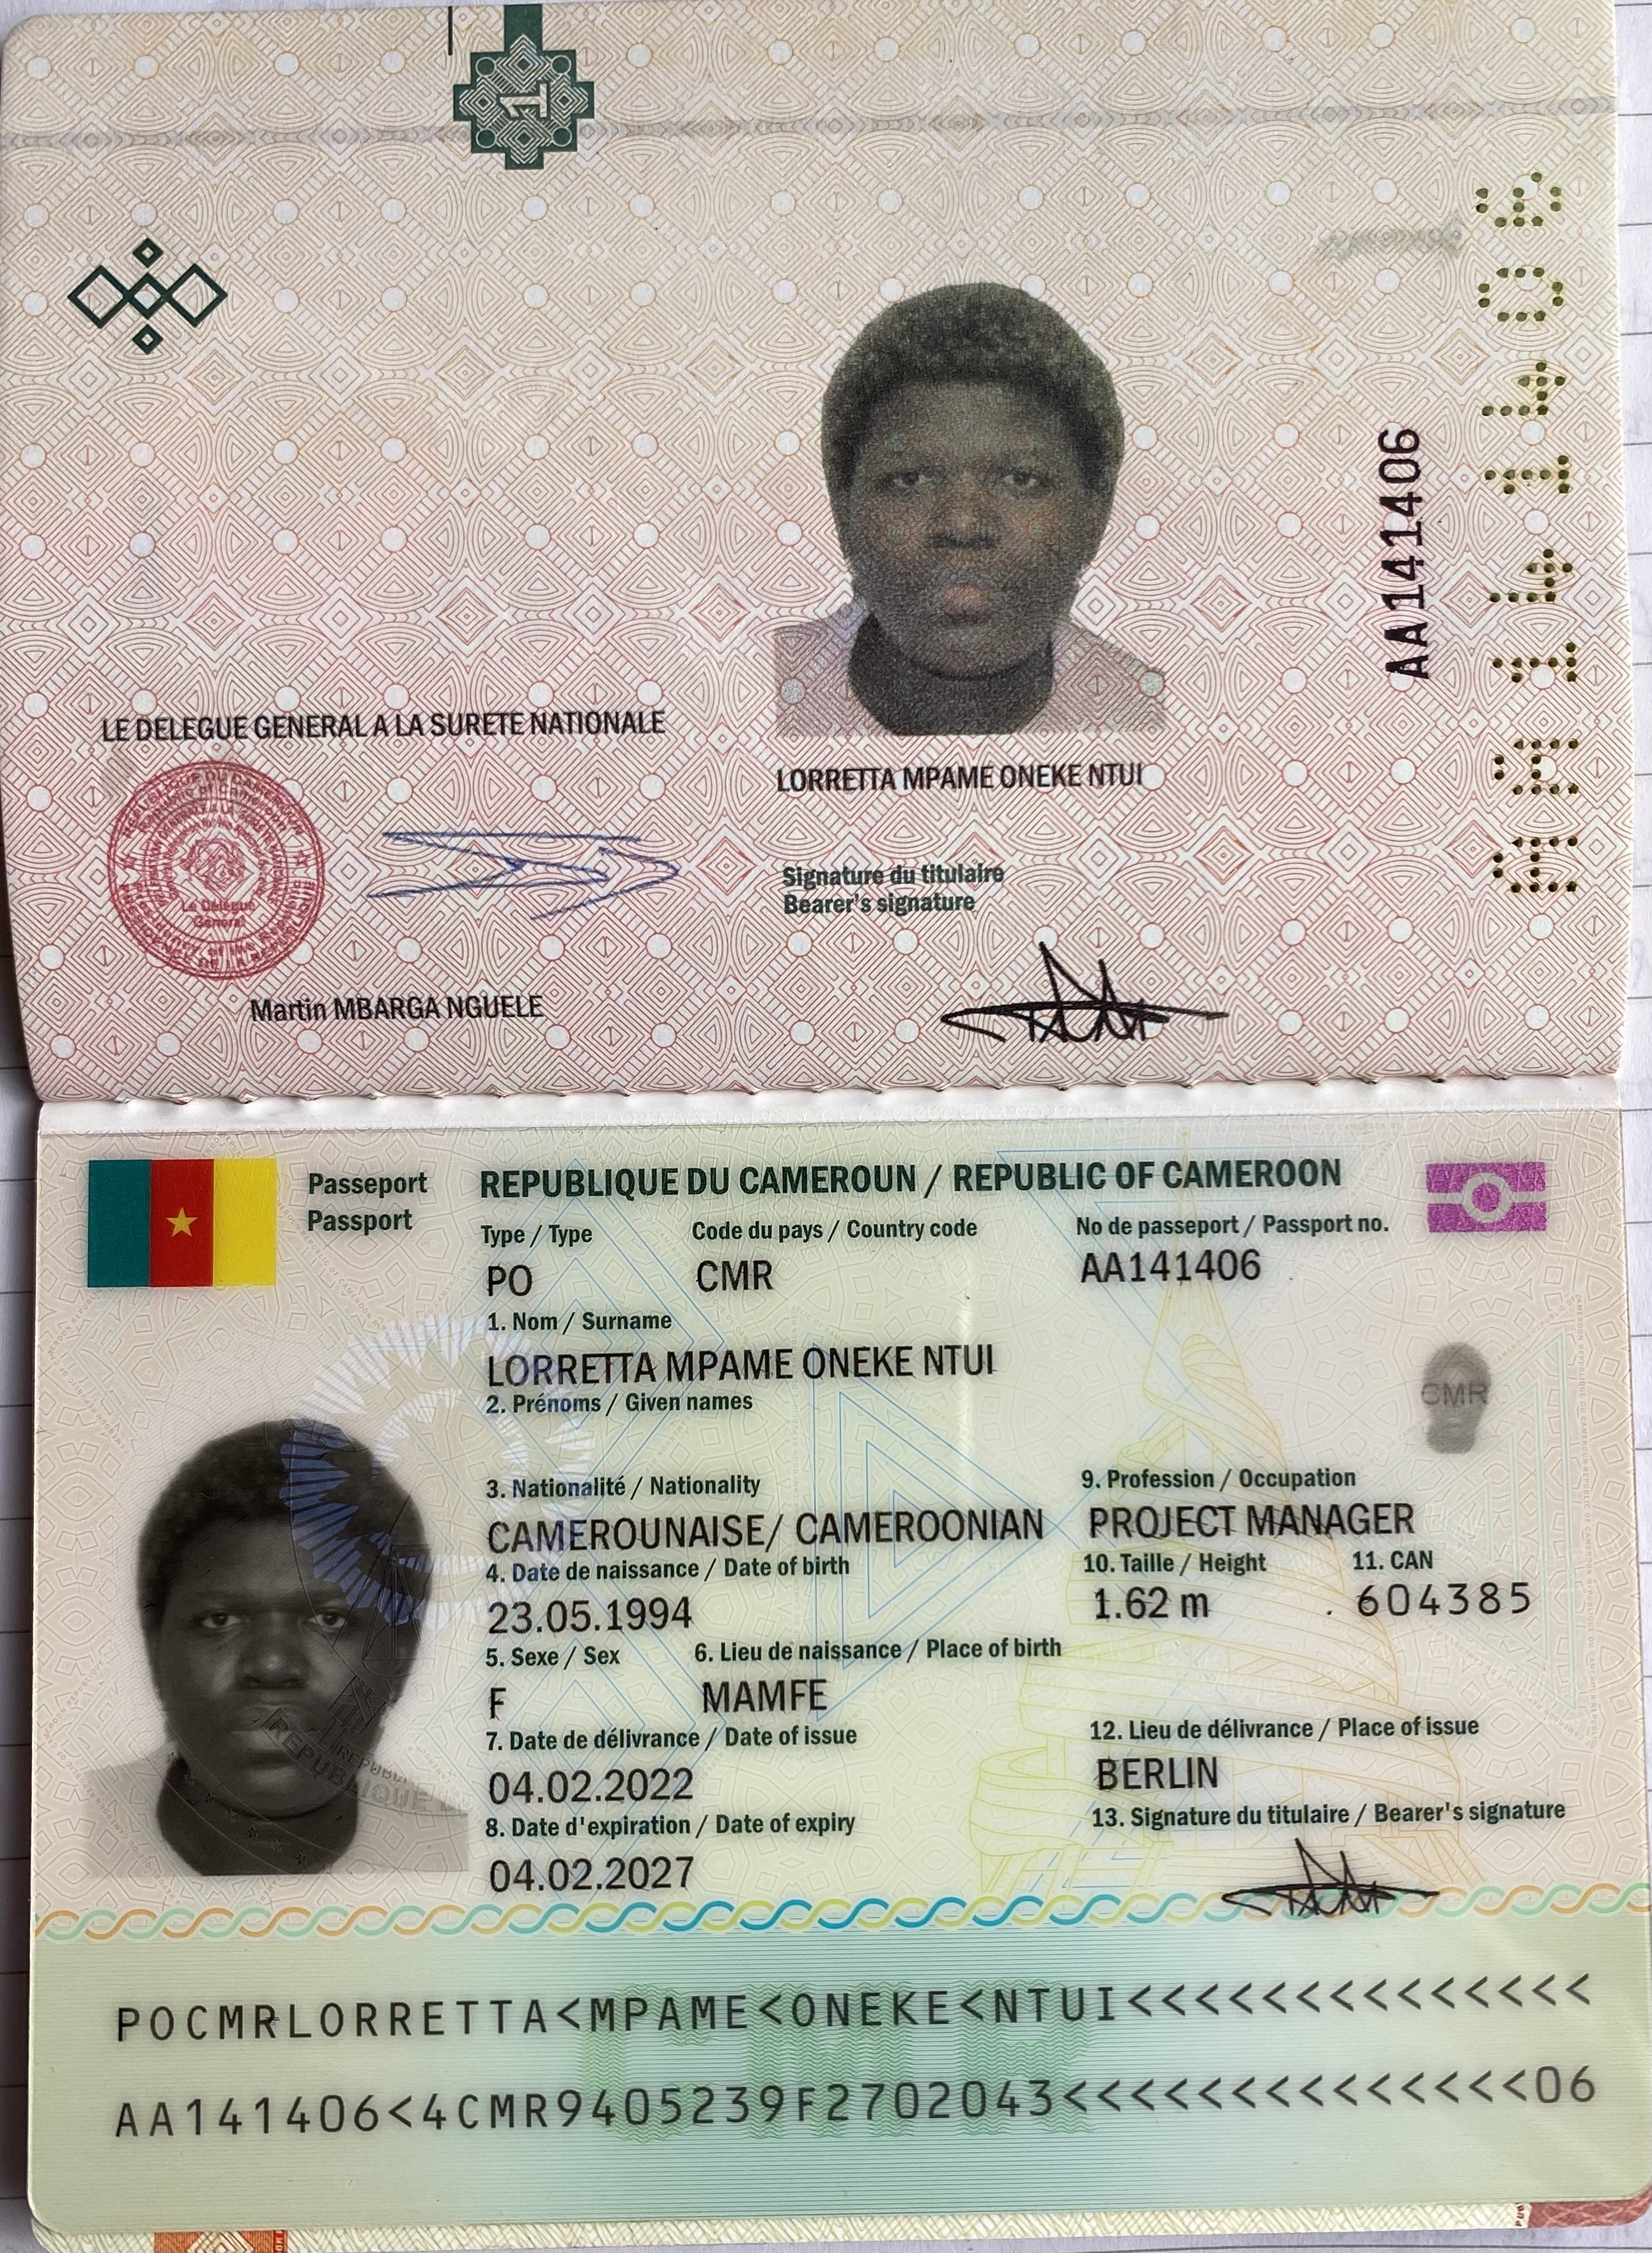 1
AA141406
AA141406
LE DELEGUE GENERAL A LA SURETE NATIONALE
Le Délégué
Général
Martin MBARGA NGUELE
LORRETTA MPAME ONEKE NTUI
Signature du titulaire
Bearer's signature
Passeport
Passport
REPUBLIQUE DU CAMEROUN / REPUBLIC OF CAMEROON
Type / Type Code du pays / Country code No de passeport / Passport no.
PO CMR AA141406
1. Nom / Surname
LORRETTA MPAME ONEKE NTUI
2. Prénoms / Given names
CMR
3. Nationalité / Nationality 9. Profession / Occupation
CAMEROUNAISE/ CAMEROONIAN PROJECT MANAGER
4. Date de naissance / Date of birth 10. Taille / Height 11. CAN
23.05.1994 1.62 m 604385
5. Sexe / Sex 6. Lieu de naissance / Place of birth
F MAMFE
7. Date de délivrance / Date of issue 12. Lieu de délivrance / Place of issue
04.02.2022 BERLIN
8. Date d'expiration / Date of expiry 13. Signature du titulaire / Bearer's signature
04.02.2027
POCMRLORRETTA<MPAME<ONEKE<NTUI<<<<<<<<<<<<<<
AA141406<4CMR9405239F2702043<<<<<<<<<<<<<<06